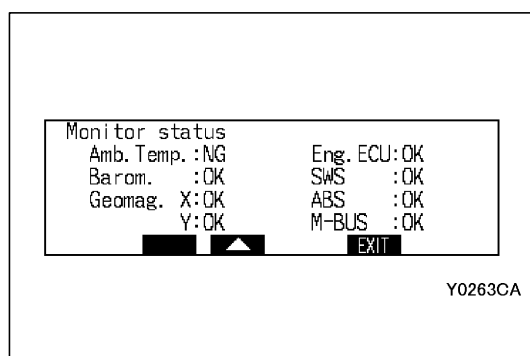 Monitor status
Amb. Temp. :NG Eng. ECU:OK
Barom. :OK SWS :OK
Geomag. X:OK ABS :OK
Y:OK M-BUS :OK
EXIT
Y0263CA